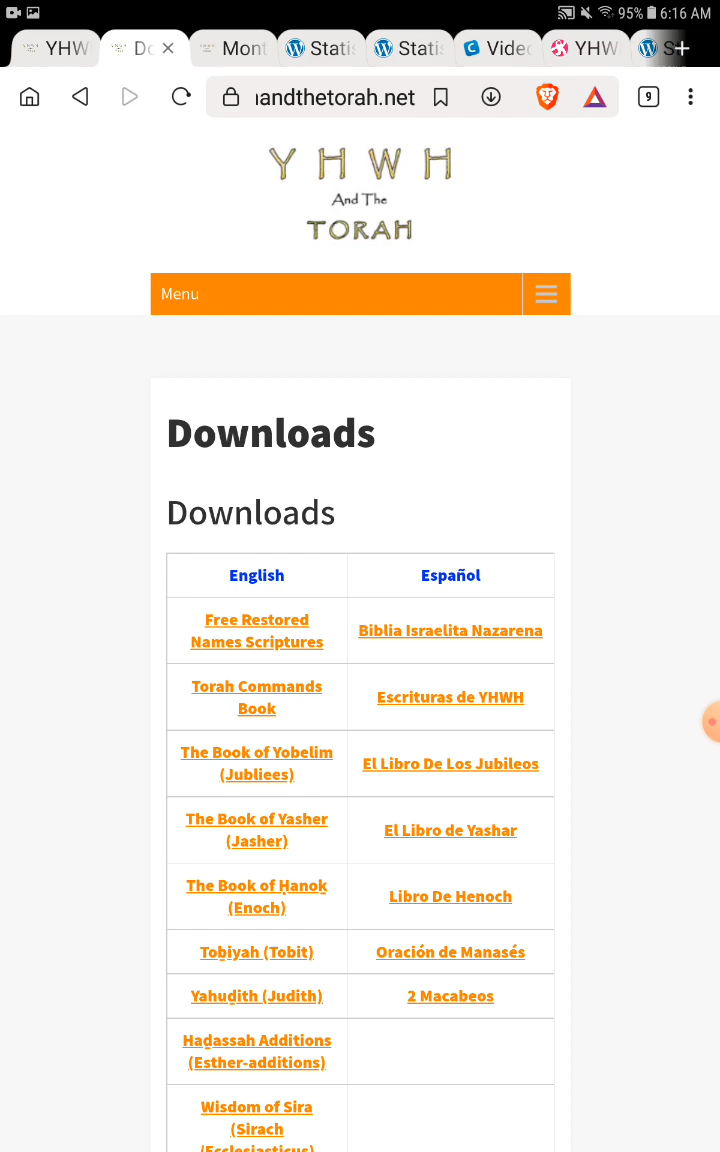 95% 6:16 AM
YHW
Do
Mont
Statis
Statis
Video
YHW
S
andthetorah.net
9
Y H W H
And The
TORAH
Menu
Downloads
Downloads
English
Español
Free Restored
Names Scriptures
Biblia Israelita Nazarena
Torah Commands
Book
Escrituras de YHWH
The Book of Yobelim
(Jubliees)
El Libro De Los Jubileos
The Book of Yasher
(Jasher)
El Libro de Yashar
The Book of Ḥanoḵ
(Enoch)
Libro De Henoch
Toḇiyah (Tobit)
Oración de Manasés
Yahuḏith (Judith)
2 Macabeos
Haḏassah Additions
(Esther-additions)
Wisdom of Sira
(Sirach
(Ecclesiasticus)